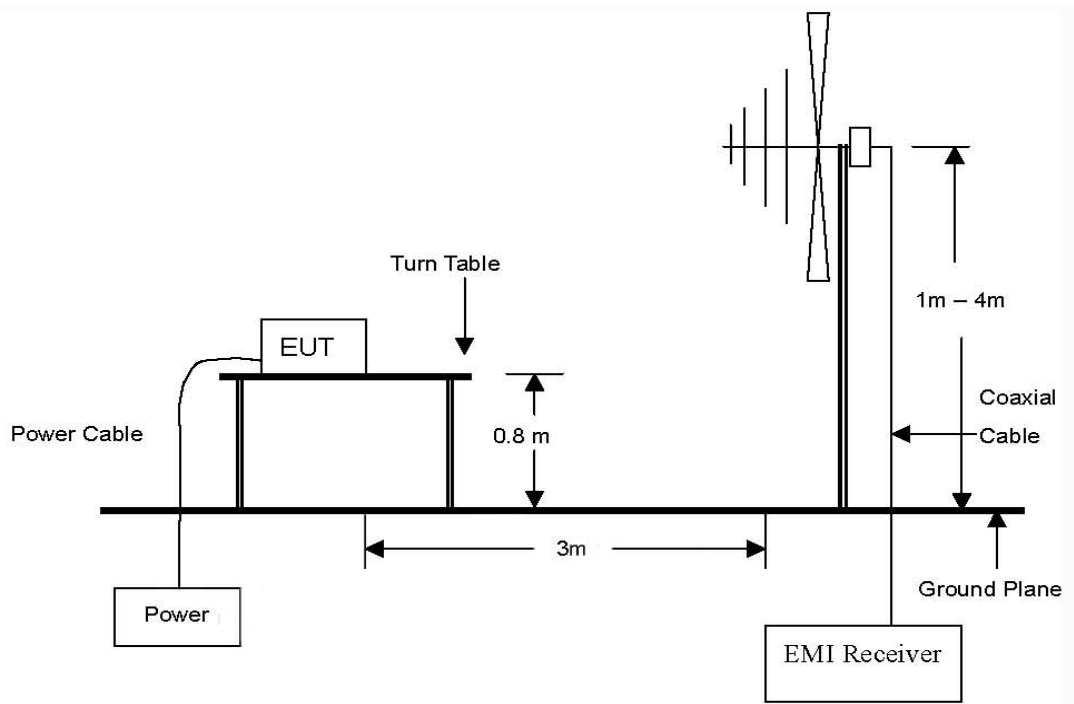 Turn Table
1m – 4m
EUT
Coaxial
Power Cable
0.8 m
Cable
3m
Ground Plane
Power
EMI Receiver